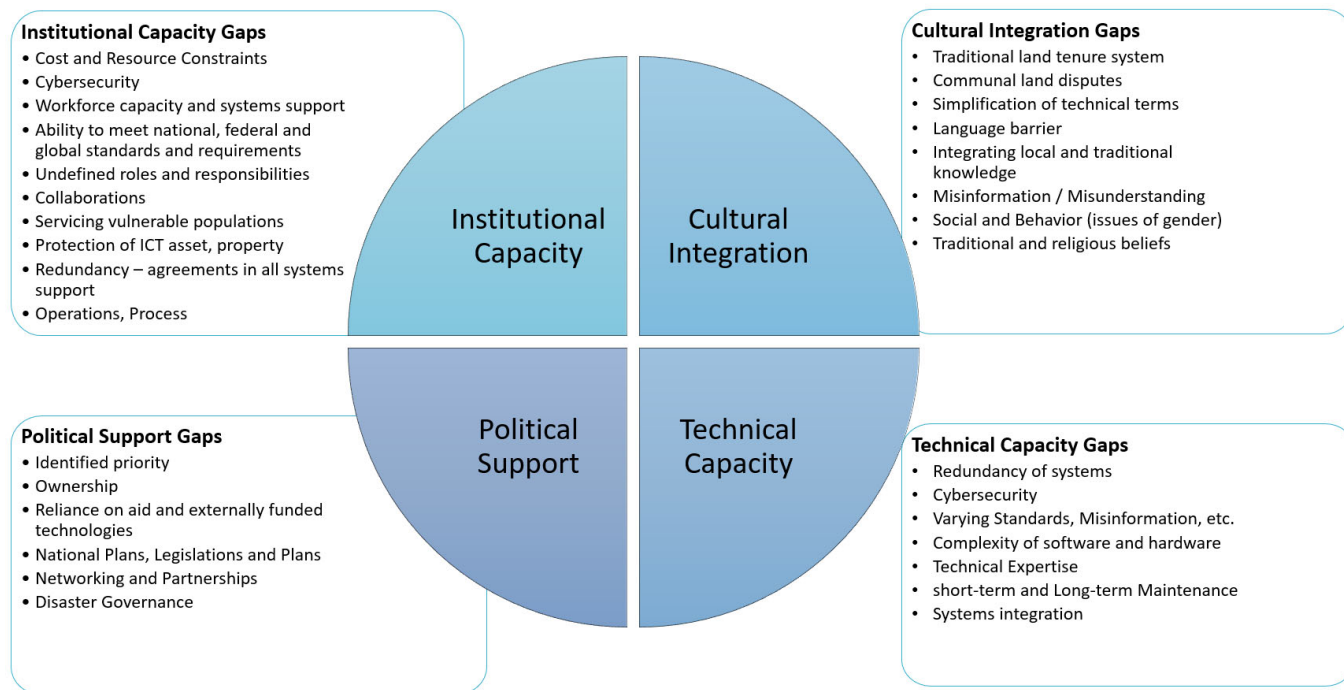 Institutional Capacity Gaps
• Cost and Resource Constraints
• Cybersecurity
• Workforce capacity and systems support
• Ability to meet national, federal and
global standards and requirements
• Undefined roles and responsibilities
• Collaborations
• Servicing vulnerable populations
• Protection of ICT asset, property
• Redundancy – agreements in all systems
support
• Operations, Process
Cultural Integration Gaps
• Traditional land tenure system
• Communal land disputes
• Simplification of technical terms
• Language barrier
• Integrating local and traditional
knowledge
• Misinformation / Misunderstanding
• Social and Behavior (issues of gender)
• Traditional and religious beliefs
Institutional
Capacity
Cultural
Integration
Political
Support
Technical
Capacity
Political Support Gaps
• Identified priority
• Ownership
• Reliance on aid and externally funded
technologies
• National Plans, Legislations and Plans
• Networking and Partnerships
• Disaster Governance
Technical Capacity Gaps
• Redundancy of systems
• Cybersecurity
• Varying Standards, Misinformation, etc.
• Complexity of software and hardware
• Technical Expertise
• short-term and Long-term Maintenance
• Systems integration